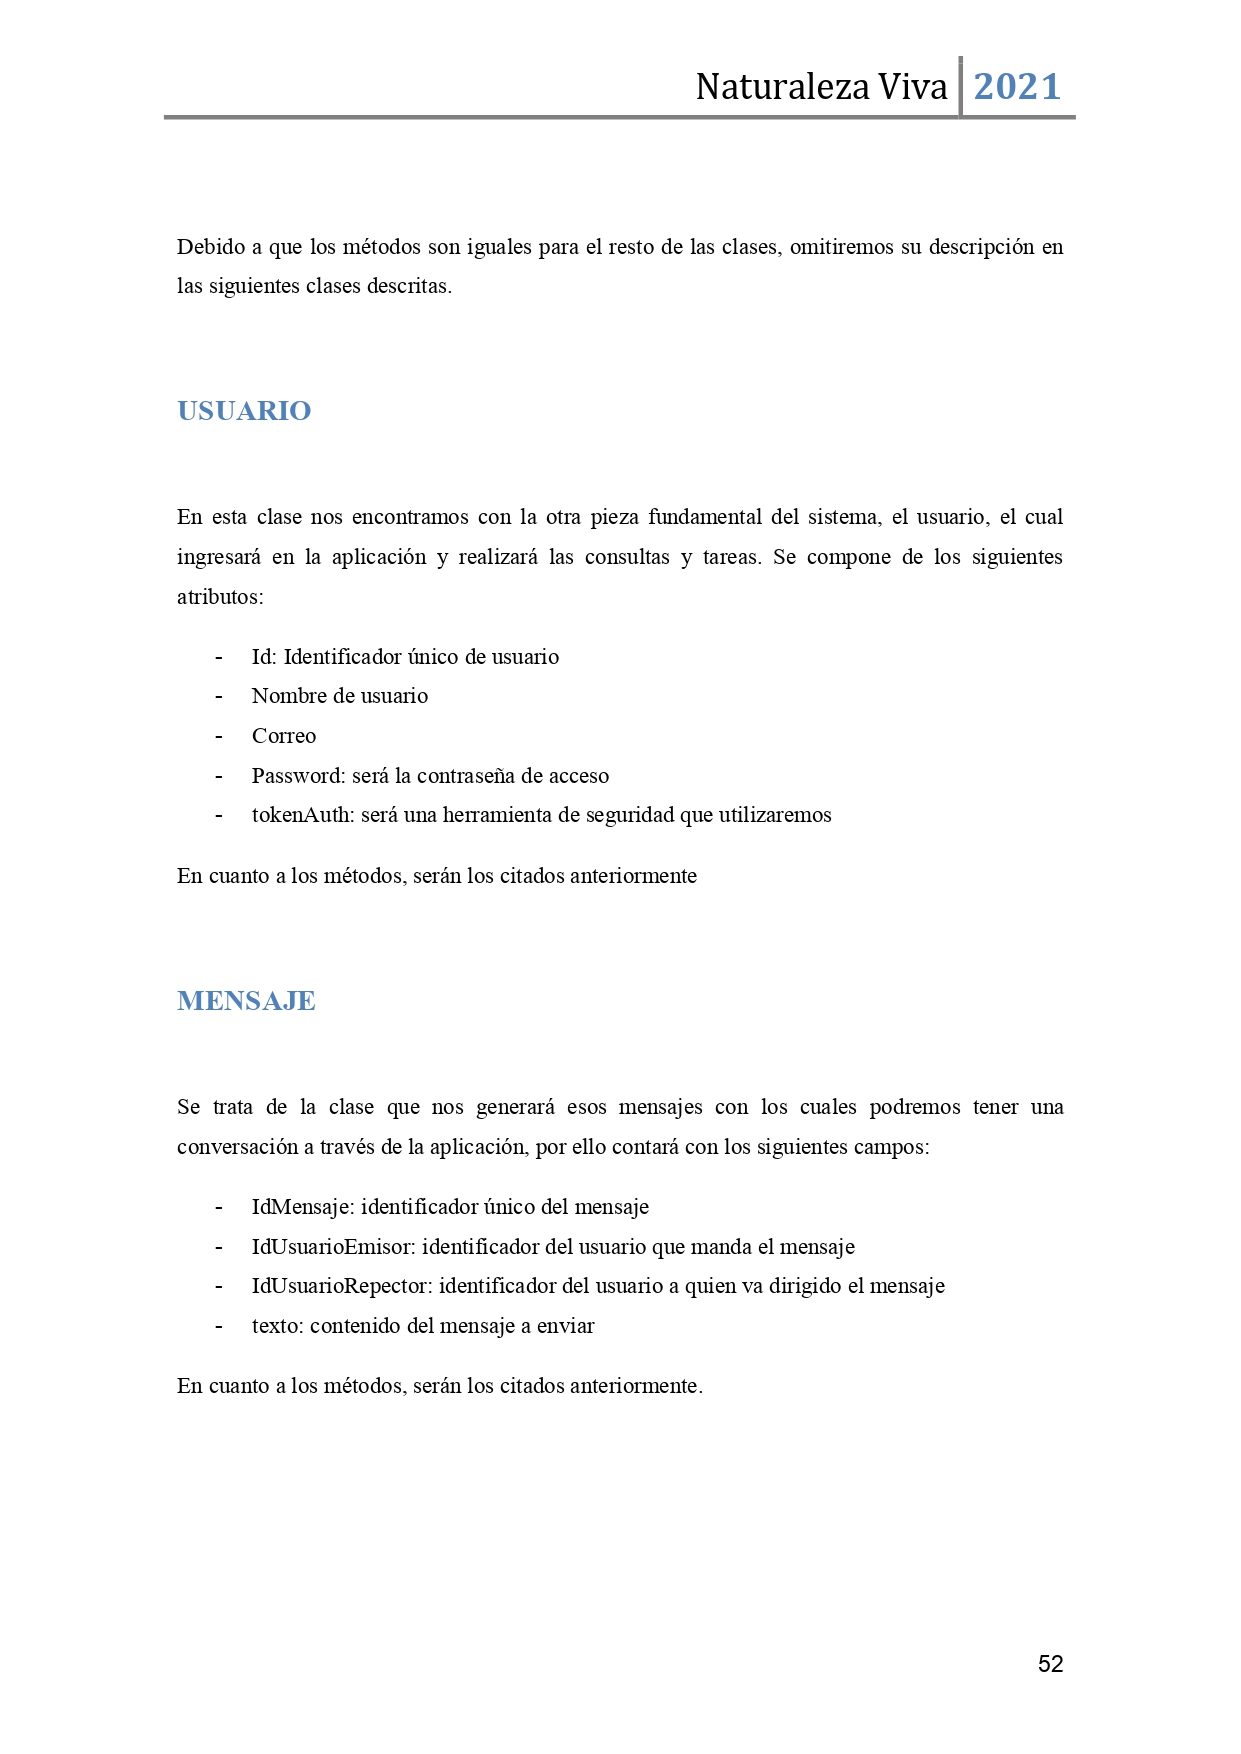 Naturaleza Viva 2021
Debido a que los métodos son iguales para el resto de las clases, omitiremos su descripción en
las siguientes clases descritas.
USUARIO
En esta clase nos encontramos con la otra pieza fundamental del sistema, el usuario, el cual
ingresará en la aplicación y realizará las consultas y tareas. Se compone de los siguientes
atributos:
- Id: Identificador único de usuario
- Nombre de usuario
- Correo
- Password: será la contraseña de acceso
- tokenAuth: será una herramienta de seguridad que utilizaremos
En cuanto a los métodos, serán los citados anteriormente
MENSAJE
Se trata de la clase que nos generará esos mensajes con los cuales podremos tener una
conversación a través de la aplicación, por ello contará con los siguientes campos:
- IdMensaje: identificador único del mensaje
- IdUsuarioEmisor: identificador del usuario que manda el mensaje
- IdUsuarioRepector: identificador del usuario a quien va dirigido el mensaje
- texto: contenido del mensaje a enviar
En cuanto a los métodos, serán los citados anteriormente.
52